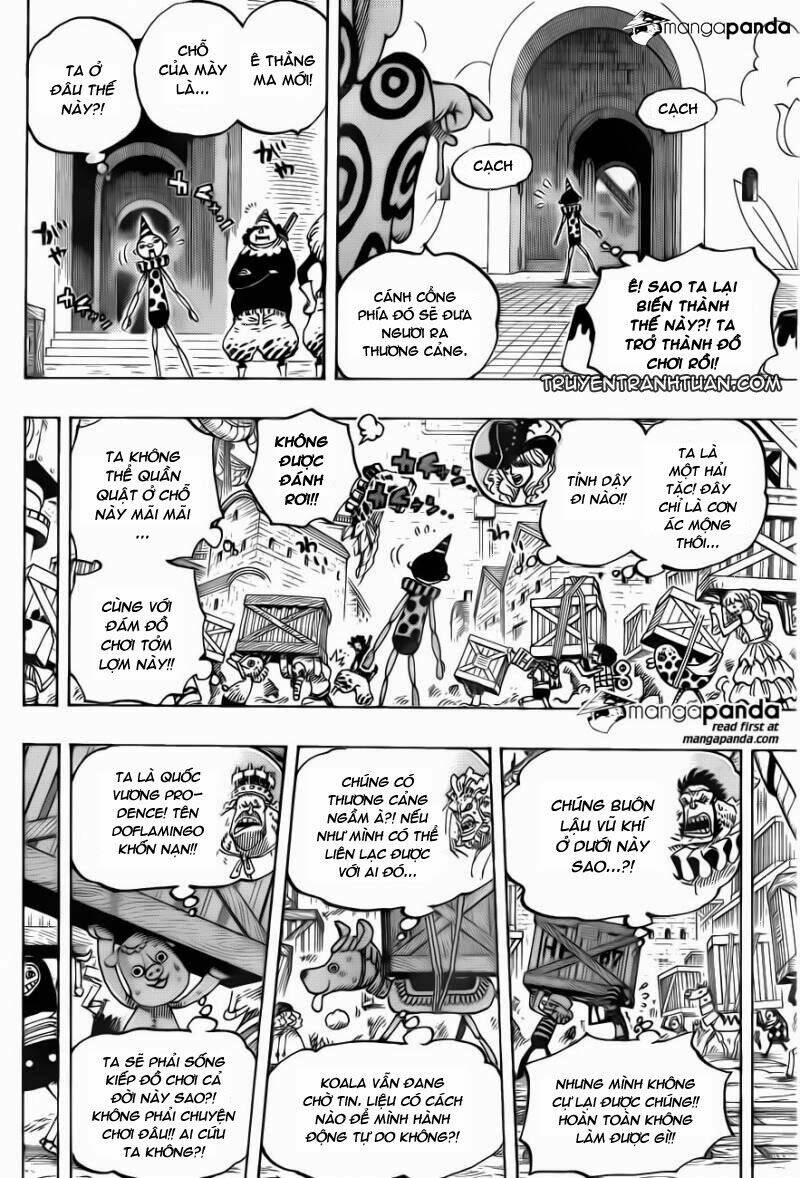 mangapanda
CẠCH
CẠCH
Ê! SAO TA LẠI
BIẾN THÀNH
THẾ NÀY?! TA
TRỞ THÀNH ĐỒ
CHƠI RỒI!
CÁNH CỔNG
PHÍA ĐÓ SẼ ĐƯA
NGƯƠI RA
THƯƠNG CẢNG.
TRUYENTRANHTUAN.COM
Ê THẰNG
MA MỚI!
CHỖ
CỦA MÀY
LÀ...
TA Ở
ĐÂU THẾ
NÀY?!
TA LÀ
MỘT HẢI
TẶC! ĐÂY
CHỈ LÀ CƠN
ÁC MỘNG
THÔI...
TỈNH DẬY
ĐI NÀO!!
KHÔNG
ĐƯỢC
ĐÁNH
RƠI!!
TA KHÔNG
THỂ QUẦN
QUẬT Ở CHỖ
NÀY MÃI MÃI
...
CÙNG VỚI
ĐÁM ĐỒ
CHƠI TỞM
LỢM NÀY!!
mangapanda
read first at
mangapanda.com
CHÚNG BUÔN
LẬU VŨ KHÍ
Ở DƯỚI NÀY
SAO...?!
NHƯNG MÌNH KHÔNG
CỰ LẠI ĐƯỢC CHÚNG!!
HOÀN TOÀN KHÔNG
LÀM ĐƯỢC GÌ!!
CHÚNG CÓ
THƯƠNG CẢNG
NGẦM À?! NẾU
NHƯ MÌNH CÓ THỂ
LIÊN LẠC ĐƯỢC
VỚI AI ĐÓ...
KOALA VẪN ĐANG
CHỜ TIN. LIỆU CÓ CÁCH
NÀO ĐỂ MÌNH HÀNH
ĐỘNG TỰ DO KHÔNG?!
TA LÀ QUỐC
VƯƠNG PRO-
DENCE! TÊN
DOFLAMINGO
KHỐN NẠN!!
TA SẼ PHẢI SỐNG
KIẾP ĐỒ CHƠI CẢ
ĐỜI NÀY SAO?!
KHÔNG PHẢI CHUYỆN
CHƠI ĐÂU!! AI CỨU
TA KHÔNG?!